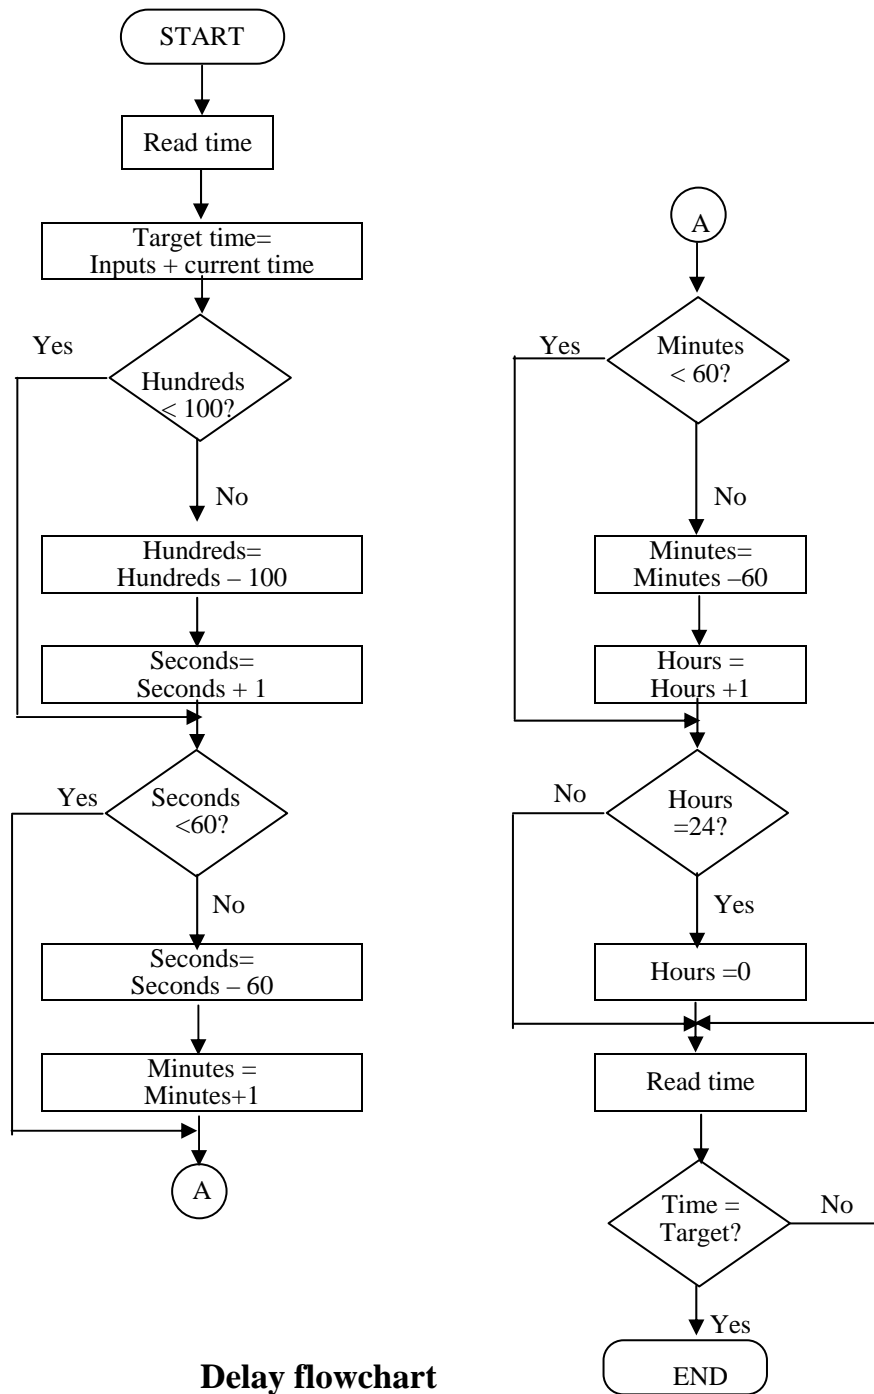 START
Read time
Target time=
Inputs + current time
Yes
Hundreds
< 100?
No
Hundreds=
Hundreds – 100
Seconds=
Seconds + 1
Yes
Seconds
<60?
No
Seconds=
Seconds – 60
Minutes =
Minutes+1
A
A
Yes
Minutes
< 60?
No
Minutes=
Minutes –60
Hours =
Hours +1
No
Hours
=24?
Yes
Hours =0
Read time
Time =
Target?
No
Yes
END
Delay flowchart